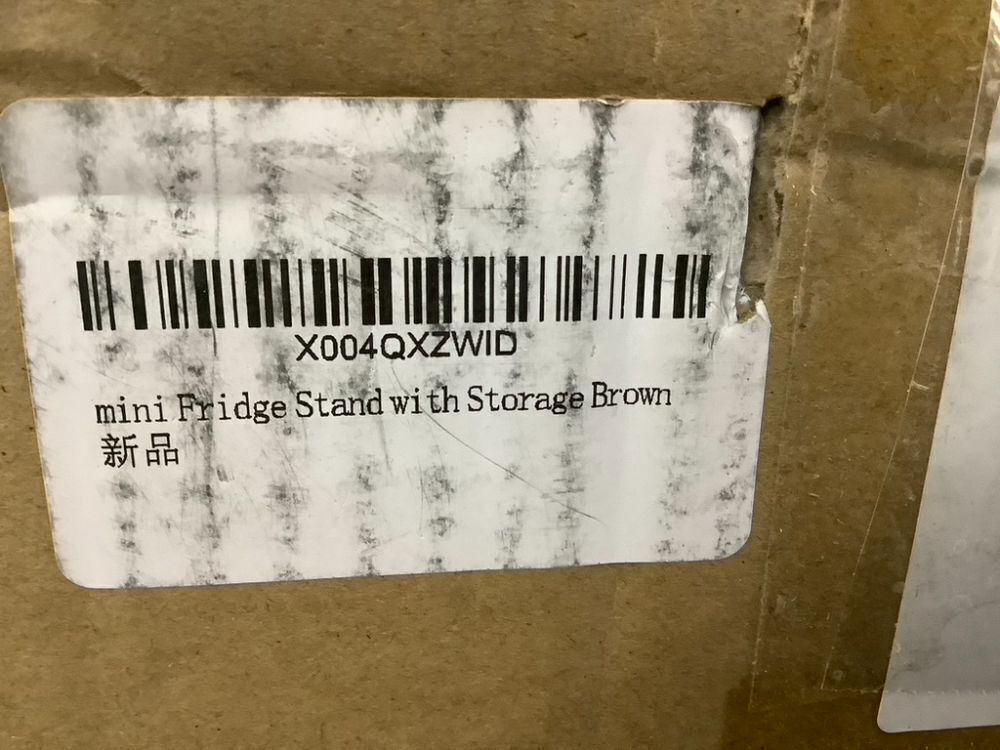 X004QXZWID
mini Fridge Stand with Storage Brown
新品